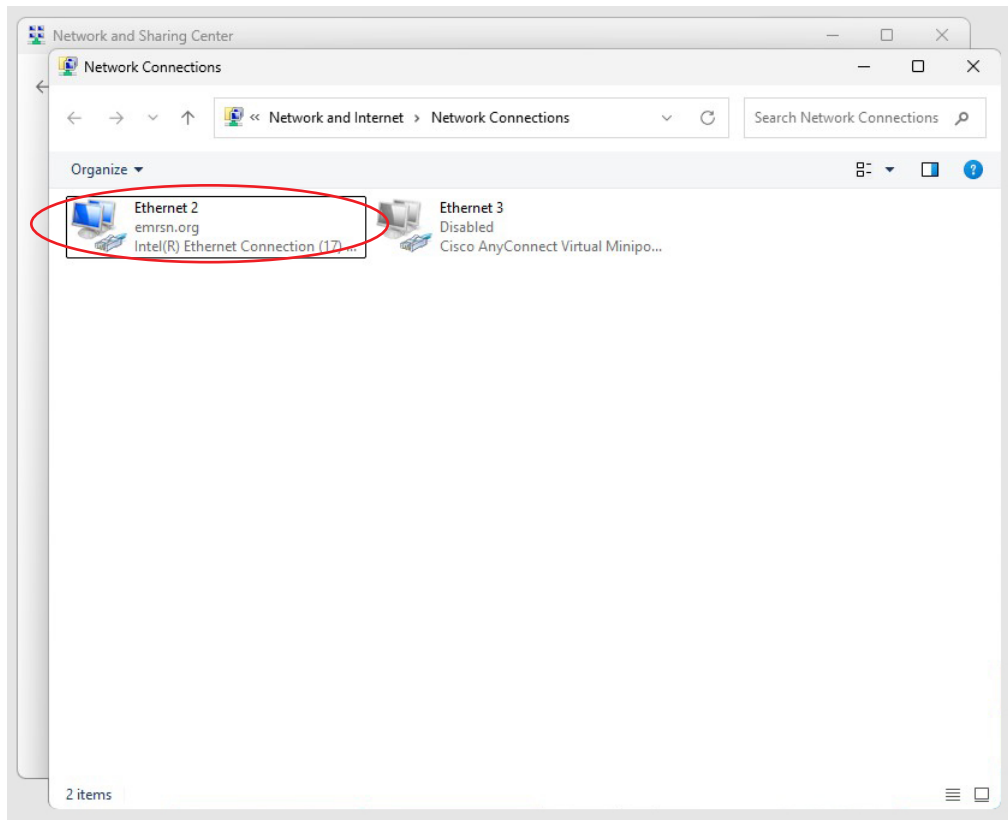 Network and Sharing Center
Network Connections
« Network and Internet › Network Connections
Search Network Connections
Organize
?
Ethernet 2
emrsn.org
Intel(R) Ethernet Connection (17) ...
Ethernet 3
Disabled
Cisco AnyConnect Virtual Minipo...
2 items